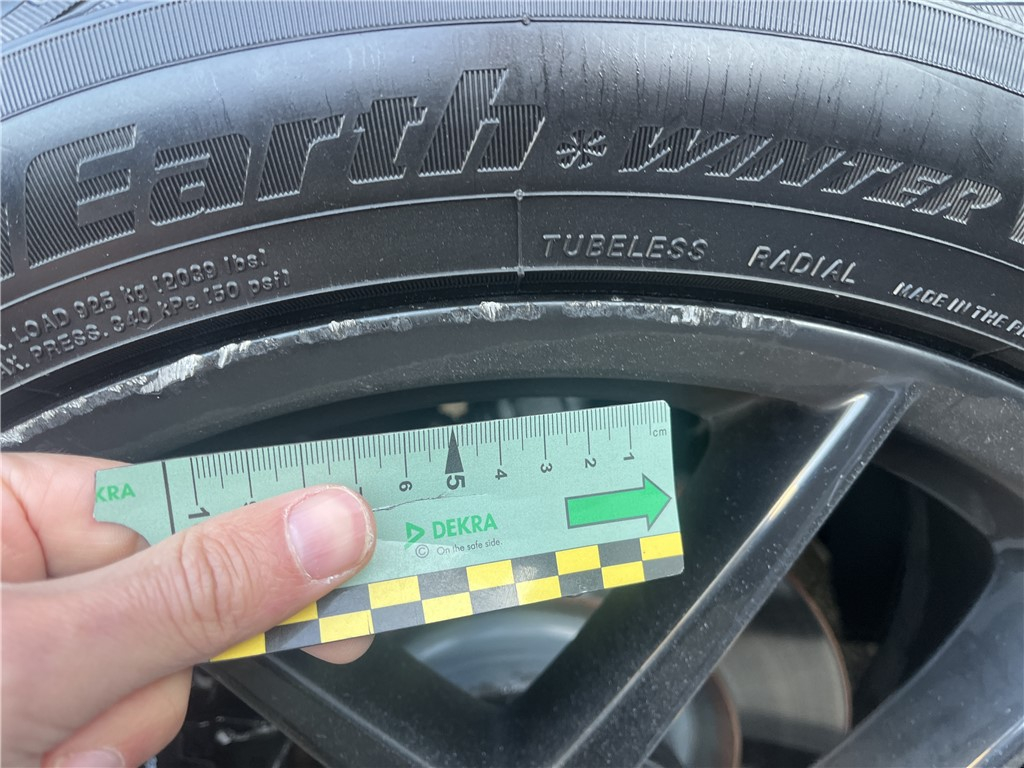 Earth * WINTER
TUBELESS RADIAL
MADE IN THE
LOAD 925 kg (2039 lbs)
PRESS. 340 kPa (50 psi)
cm
1 2 3 4 5 6
KRA
DEKRA
© On the safe side.